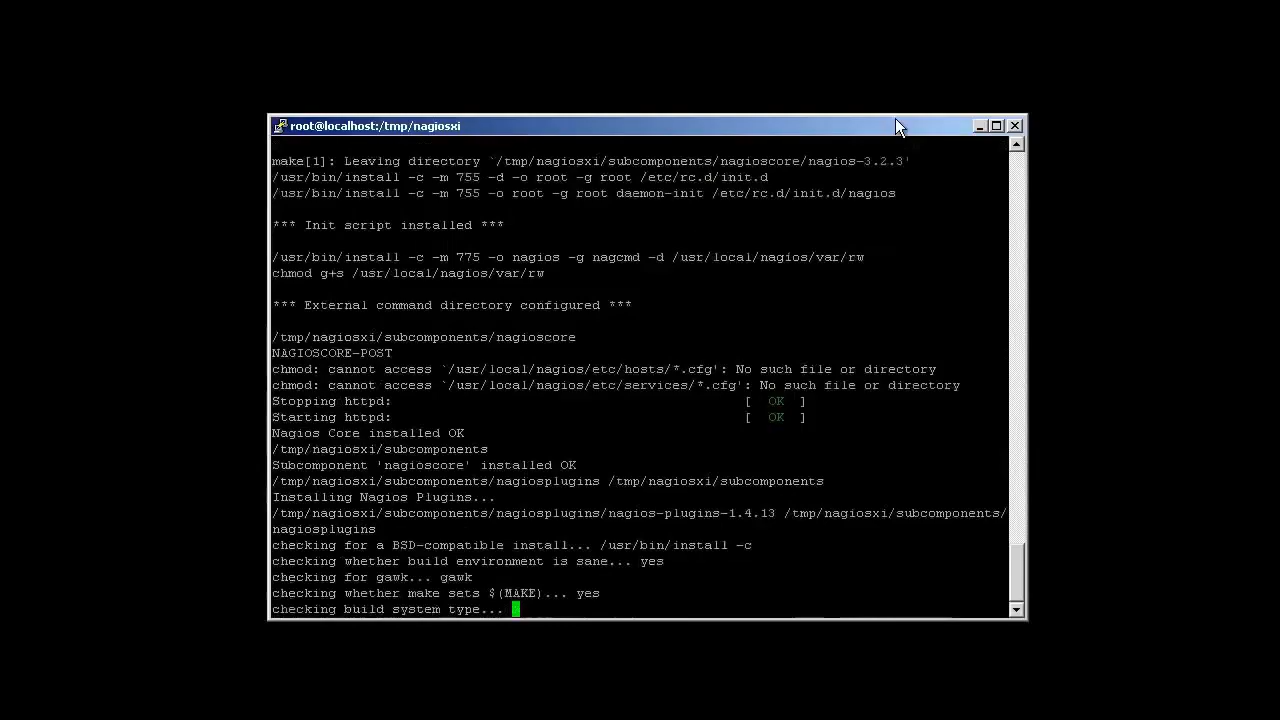 root@localhost:/tmp/nagiosxi
make[1]: Leaving directory `/tmp/nagiosxi/subcomponents/nagioscore/nagios-3.2.3'
/usr/bin/install -c -m 755 -d -o root -g root /etc/rc.d/init.d
/usr/bin/install -c -m 755 -o root -g root daemon-init /etc/rc.d/init.d/nagios
*** Init script installed ***
/usr/bin/install -c -m 775 -o nagios -g nagcmd -d /usr/local/nagios/var/rw
chmod g+s /usr/local/nagios/var/rw
*** External command directory configured ***
/tmp/nagiosxi/subcomponents/nagioscore
NAGIOSCORE-POST
chmod: cannot access `/usr/local/nagios/etc/hosts/*.cfg': No such file or directory
chmod: cannot access `/usr/local/nagios/etc/services/*.cfg': No such file or directory
Stopping httpd: [ OK ]
Starting httpd: [ OK ]
Nagios Core installed OK
/tmp/nagiosxi/subcomponents
Subcomponent 'nagioscore' installed OK
/tmp/nagiosxi/subcomponents/nagiosplugins /tmp/nagiosxi/subcomponents
Installing Nagios Plugins...
/tmp/nagiosxi/subcomponents/nagiosplugins/nagios-plugins-1.4.13 /tmp/nagiosxi/subcomponents/
nagiosplugins
checking for a BSD-compatible install... /usr/bin/install -c
checking whether build environment is sane... yes
checking for gawk... gawk
checking whether make sets $(MAKE)... yes
checking build system type...